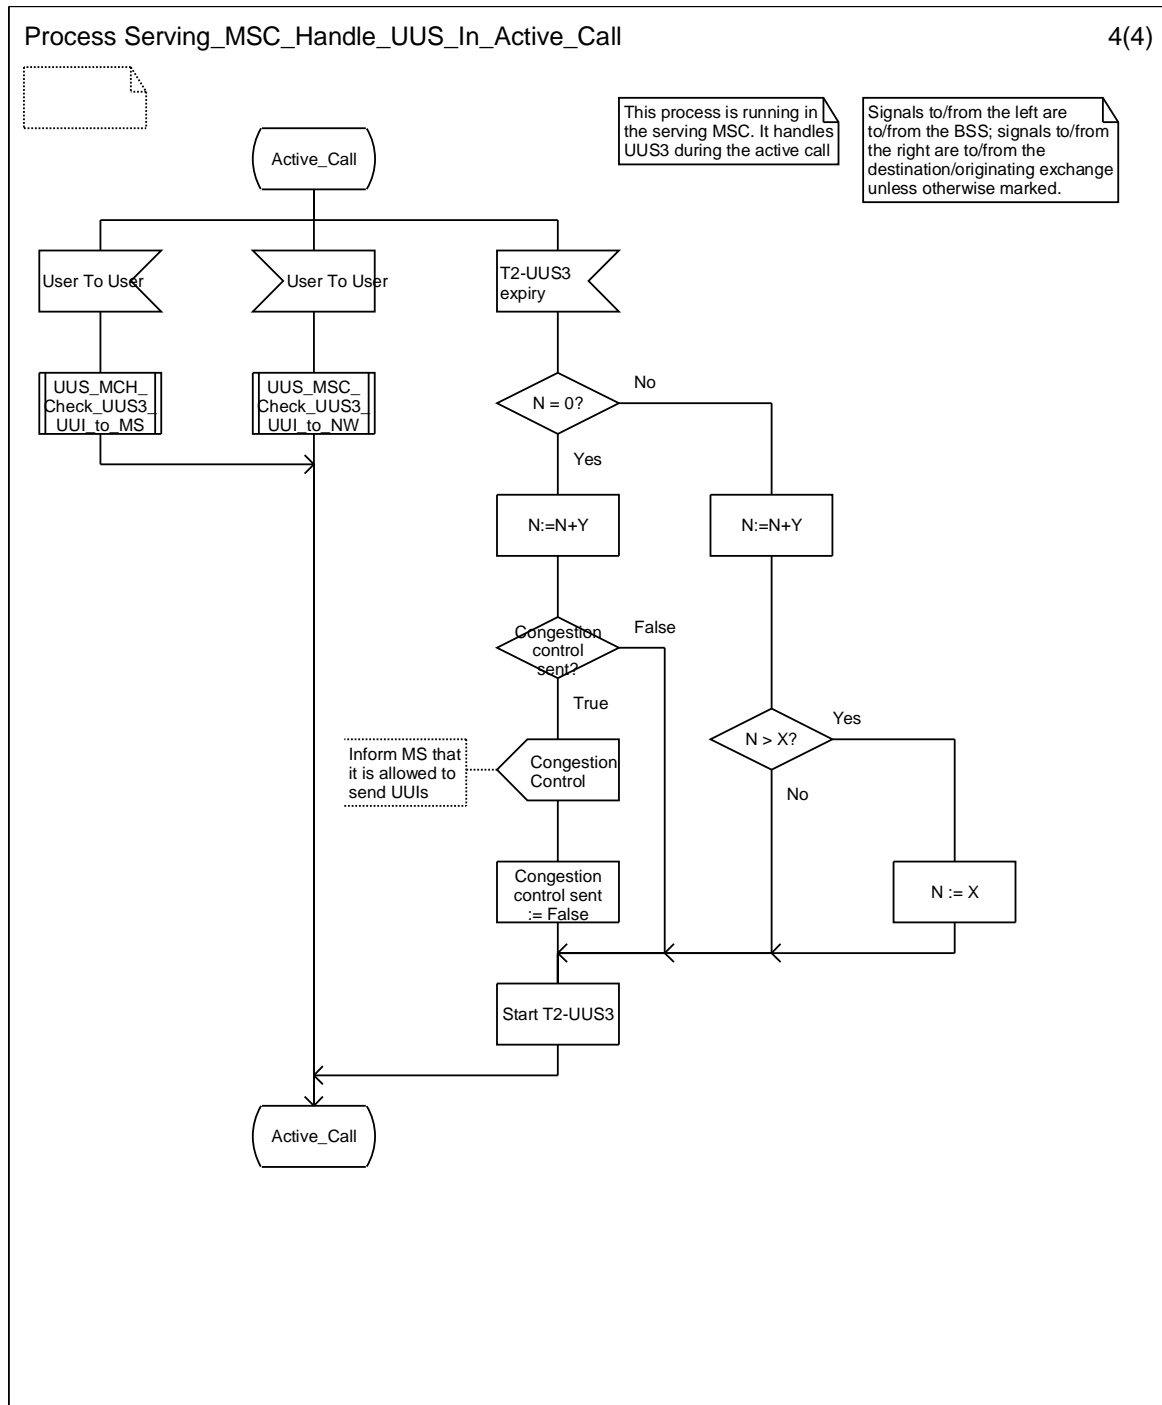 Process Serving_MSC_Handle_UUS_In_Active_Call
4(4)
This process is running in
the serving MSC. It handles
UUS3 during the active call
Signals to/from the left are
to/from the BSS; signals to/from
the right are to/from the
destination/originating exchange
unless otherwise marked.
Active_Call
User To User
User To User
T2-UUS3
expiry
UUS_MCH_
Check_UUS3_
UUI_to_MS
UUS_MSC_
Check_UUS3_
UUI_to_NW
N = 0?
No
Yes
N:=N+Y
N:=N+Y
Congestion
control
sent?
False
True
N > X?
Yes
No
Inform MS that
it is allowed to
send UUIs
Congestion
Control
Congestion
control sent
:= False
N := X
Start T2-UUS3
Active_Call